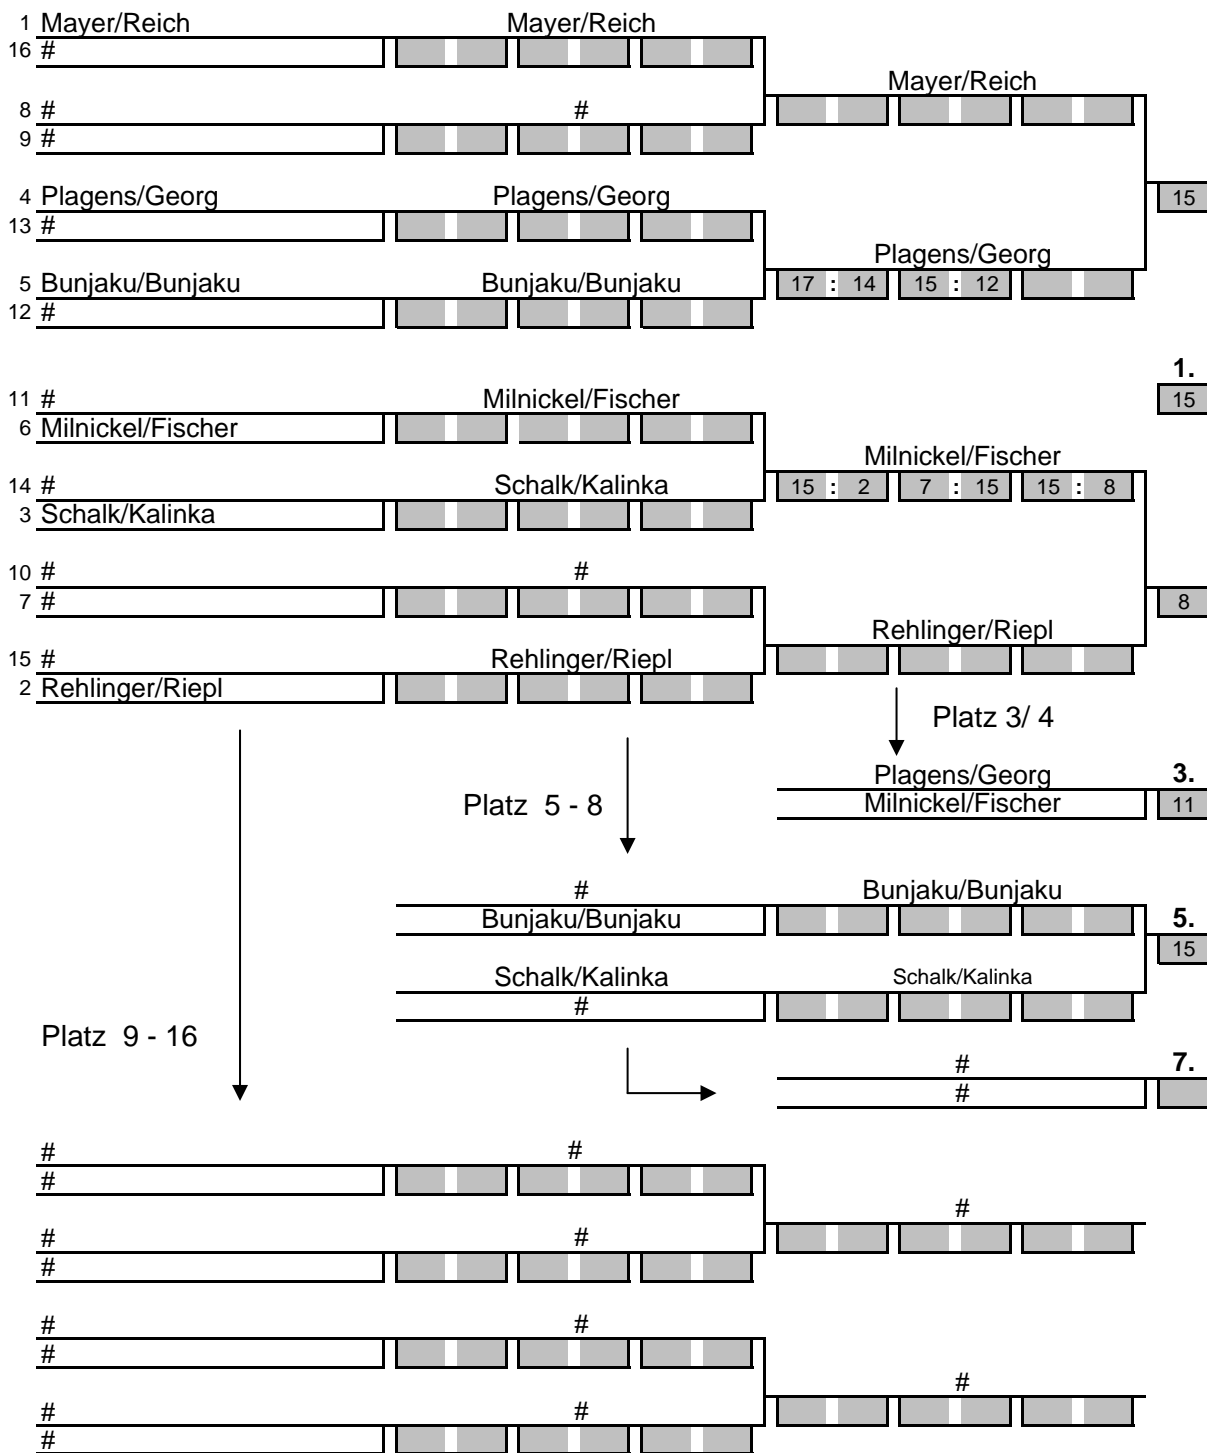 1 Mayer/Reich Mayer/Reich
16 #
Mayer/Reich
8 # #
9 #
4 Plagens/Georg Plagens/Georg
15
13 #
Plagens/Georg
5 Bunjaku/Bunjaku Bunjaku/Bunjaku 17 : 14 15 : 12
12 #
1.
11 # Milnickel/Fischer 15
6 Milnickel/Fischer
Milnickel/Fischer
14 # Schalk/Kalinka 15 : 2 7 : 15 15 : 8
3 Schalk/Kalinka
10 # #
7 # 8
Rehlinger/Riepl
15 # Rehlinger/Riepl
2 Rehlinger/Riepl
Platz 3/ 4
Plagens/Georg 3.
Platz 5 - 8 Milnickel/Fischer 11
# Bunjaku/Bunjaku
Bunjaku/Bunjaku 5.
15
Schalk/Kalinka Schalk/Kalinka
#
Platz 9 - 16
# 7.
#
# #
#
#
# #
#
# #
#
#
# #
#